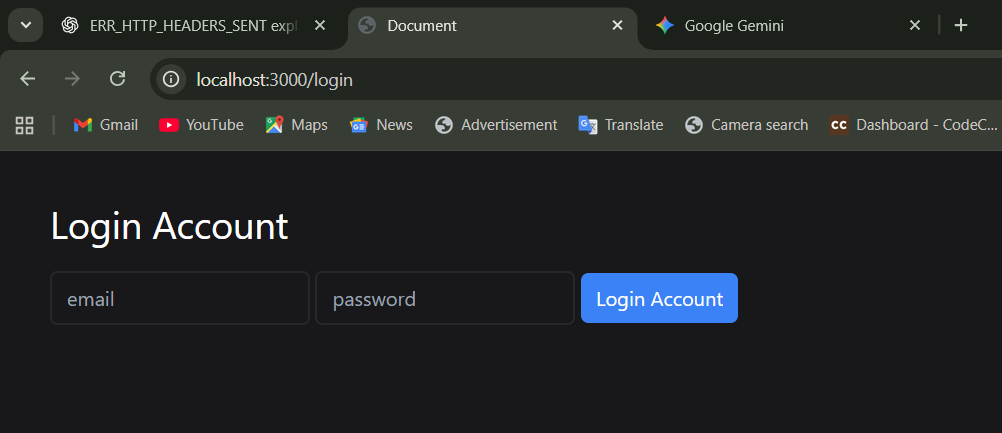 ERR_HTTP_HEADERS_SENT expl
Document
Google Gemini
localhost:3000/login
Gmail
YouTube
Maps
News
Advertisement
Translate
Camera search
CC
Dashboard - CodeC...
Login Account
email
password
Login Account